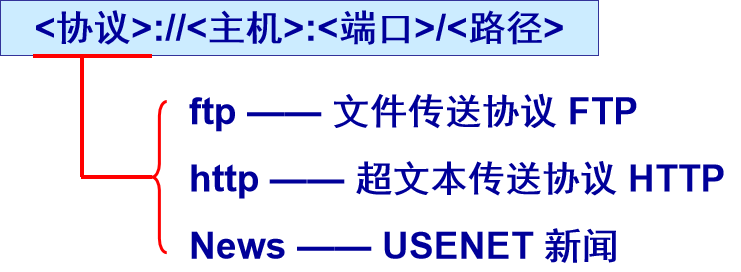 <协议>://<主机>:<端口>/<路径>
ftp —— 文件传送协议 FTP
http —— 超文本传送协议 HTTP
News —— USENET 新闻